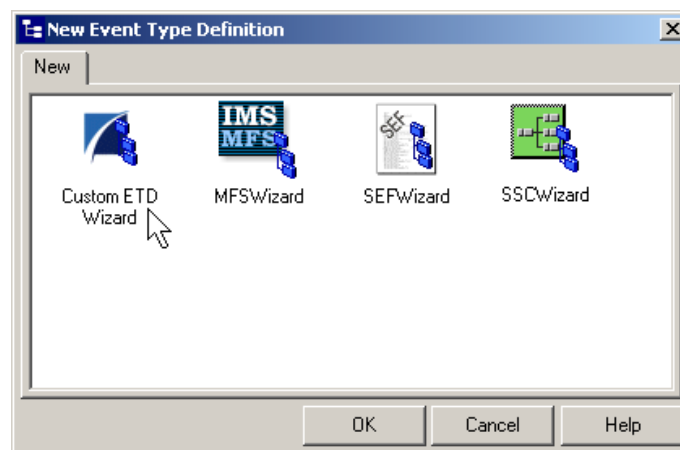 New Event Type Definition
New
IMS
MFS
SEF
Custom ETD
Wizard
MFSWizard
SEFWizard
SSCWizard
OK
Cancel
Help